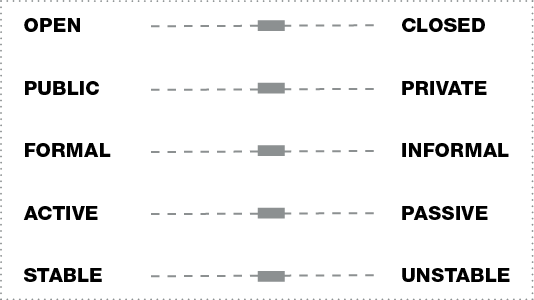 OPEN CLOSED
PUBLIC PRIVATE
FORMAL INFORMAL
ACTIVE PASSIVE
STABLE UNSTABLE